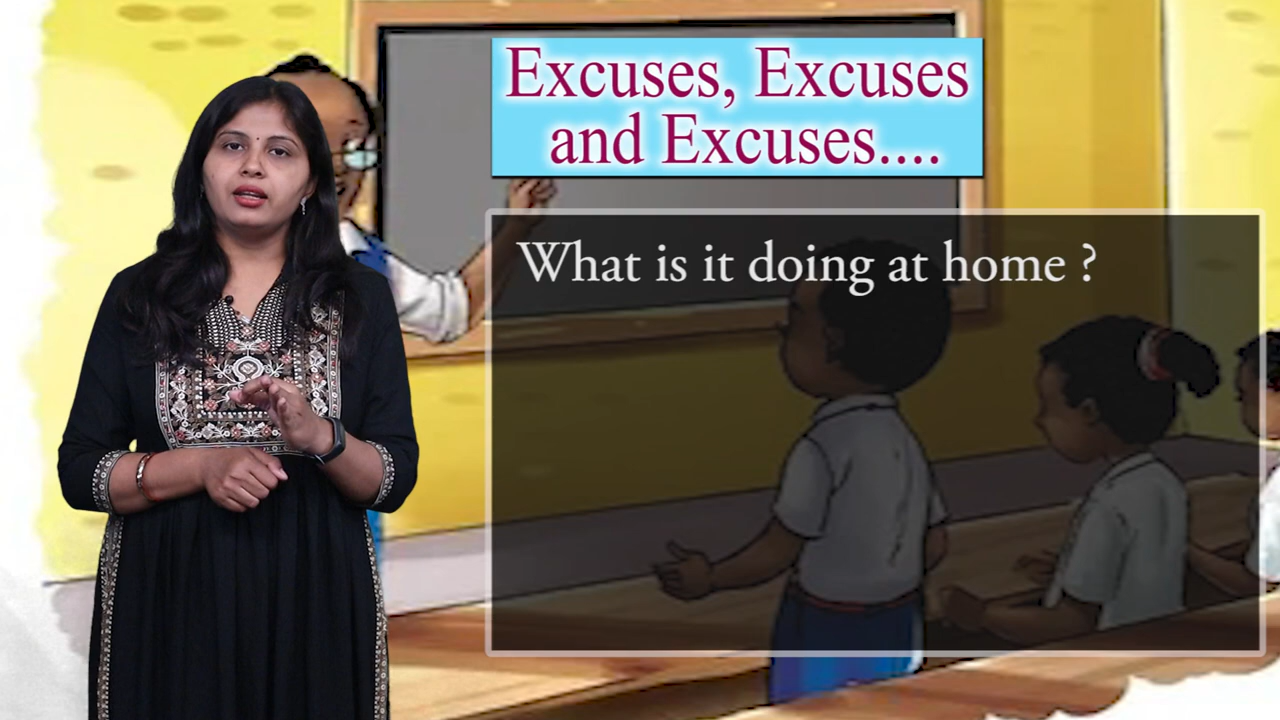 Excuses, Excuses
and Excuses....
What is it doing at home ?